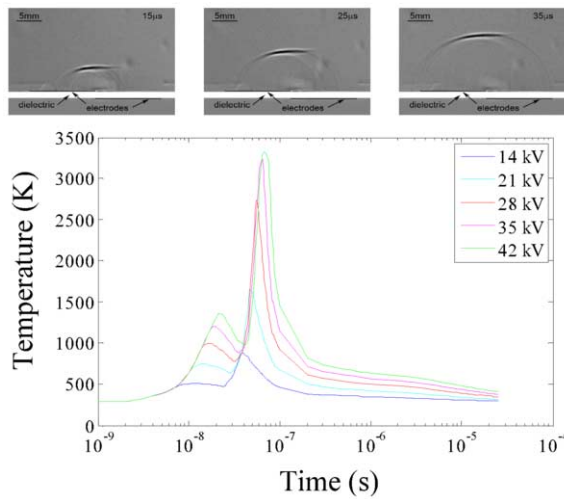 5mm 15μs
dielectric electrodes
5mm 25μs
dielectric electrodes
5mm 35μs
dielectric electrodes
3500
3000
2500
2000
1500
1000
500
0
Temperature (K)
14 kV
21 kV
28 kV
35 kV
42 kV
10⁻⁹ 10⁻⁸ 10⁻⁷ 10⁻⁶ 10⁻⁵ 10⁻⁴
Time (s)